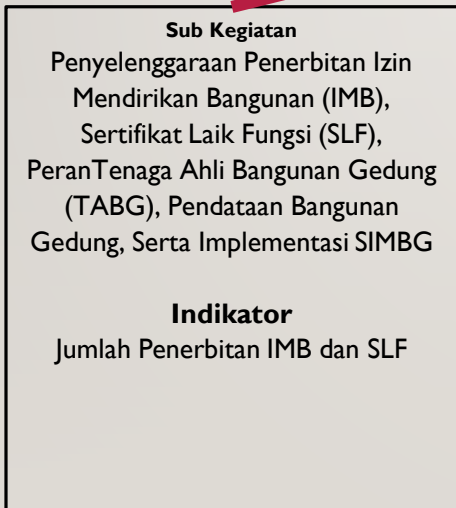 Sub Kegiatan
Penyelenggaraan Penerbitan Izin
Mendirikan Bangunan (IMB),
Sertifikat Laik Fungsi (SLF),
PeranTenaga Ahli Bangunan Gedung
(TABG), Pendataan Bangunan
Gedung, Serta Implementasi SIMBG
Indikator
Jumlah Penerbitan IMB dan SLF